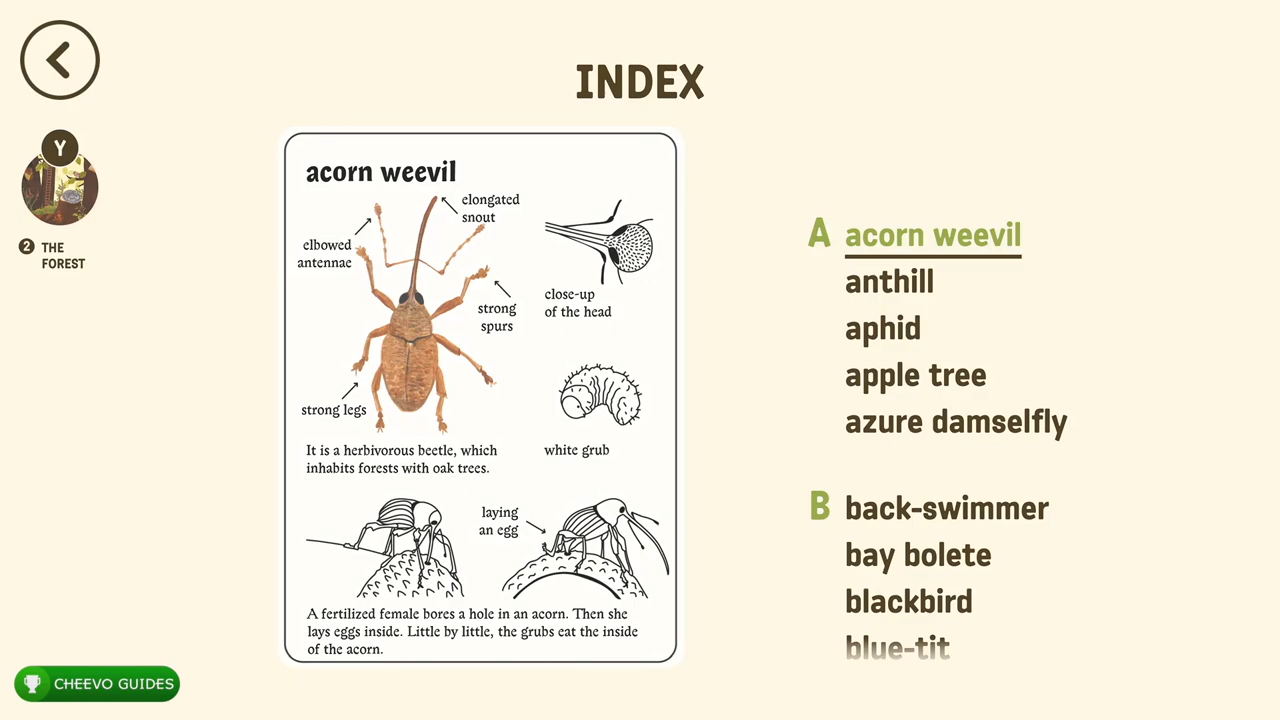 INDEX
Y
2 THE
FOREST
acorn weevil
elongated
snout
elbowed
antennae
strong
spurs
close-up
of the head
strong legs
It is a herbivorous beetle, which
inhabits forests with oak trees.
white grub
laying
an egg
A fertilized female bores a hole in an acorn. Then she
lays eggs inside. Little by little, the grubs eat the inside
of the acorn.
A acorn weevil
anthill
aphid
apple tree
azure damselfly
B back-swimmer
bay bolete
blackbird
blue-tit
CHEEVO GUIDES